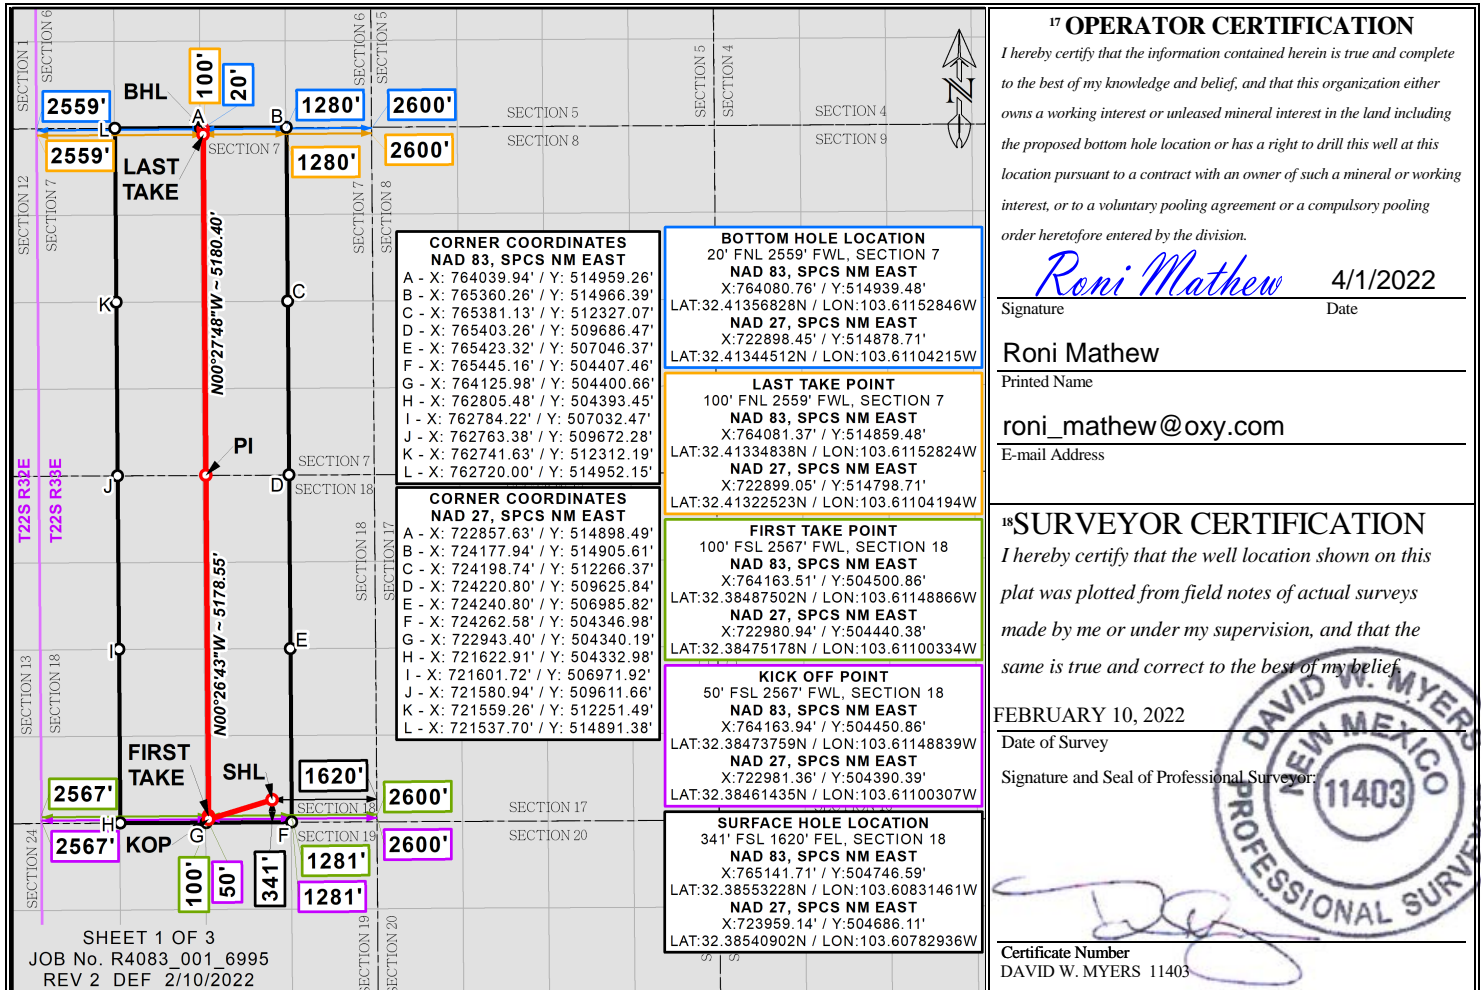 SECTION 1
SECTION 6
SECTION 6
SECTION 5
SECTION 5
SECTION 4
BHL
100'
20'
N
2559'
L
A
B
1280'
2600'
SECTION 5
SECTION 4
2559'
LAST
TAKE
SECTION 7
1280'
2600'
SECTION 8
SECTION 9
SECTION 12
SECTION 7
SECTION 7
SECTION 8
K
C
N00°27'48"W ~ 5180.40'
PI
T22S R32E
T22S R33E
J
D
SECTION 7
SECTION 18
SECTION 18
SECTION 17
N00°26'43"W ~ 5178.55'
I
E
SECTION 13
SECTION 18
FIRST
TAKE
SHL
1620'
2567'
2600'
SECTION 18
SECTION 17
H
G
F
SECTION 19
SECTION 20
2567'
KOP
2600'
SECTION 24
100'
50'
341'
1281'
1281'
SECTION 19
SECTION 20
CORNER COORDINATES
NAD 83, SPCS NM EAST
A - X: 764039.94' / Y: 514959.26'
B - X: 765360.26' / Y: 514966.39'
C - X: 765381.13' / Y: 512327.07'
D - X: 765403.26' / Y: 509686.47'
E - X: 765423.32' / Y: 507046.37'
F - X: 765445.16' / Y: 504407.46'
G - X: 764125.98' / Y: 504400.66'
H - X: 762805.48' / Y: 504393.45'
I - X: 762784.22' / Y: 507032.47'
J - X: 762763.38' / Y: 509672.28'
K - X: 762741.63' / Y: 512312.19'
L - X: 762720.00' / Y: 514952.15'
CORNER COORDINATES
NAD 27, SPCS NM EAST
A - X: 722857.63' / Y: 514898.49'
B - X: 724177.94' / Y: 514905.61'
C - X: 724198.74' / Y: 512266.37'
D - X: 724220.80' / Y: 509625.84'
E - X: 724240.80' / Y: 506985.82'
F - X: 724262.58' / Y: 504346.98'
G - X: 722943.40' / Y: 504340.19'
H - X: 721622.91' / Y: 504332.98'
I - X: 721601.72' / Y: 506971.92'
J - X: 721580.94' / Y: 509611.66'
K - X: 721559.26' / Y: 512251.49'
L - X: 721537.70' / Y: 514891.38'
BOTTOM HOLE LOCATION
20' FNL 2559' FWL, SECTION 7
NAD 83, SPCS NM EAST
X:764080.76' / Y:514939.48'
LAT:32.41356828N / LON:103.61152846W
NAD 27, SPCS NM EAST
X:722898.45' / Y:514878.71'
LAT:32.41344512N / LON:103.61104215W
LAST TAKE POINT
100' FNL 2559' FWL, SECTION 7
NAD 83, SPCS NM EAST
X:764081.37' / Y:514859.48'
LAT:32.41334838N / LON:103.61152824W
NAD 27, SPCS NM EAST
X:722899.05' / Y:514798.71'
LAT:32.41322523N / LON:103.61104194W
FIRST TAKE POINT
100' FSL 2567' FWL, SECTION 18
NAD 83, SPCS NM EAST
X:764163.51' / Y:504500.86'
LAT:32.38487502N / LON:103.61148866W
NAD 27, SPCS NM EAST
X:722980.94' / Y:504440.38'
LAT:32.38475178N / LON:103.61100334W
KICK OFF POINT
50' FSL 2567' FWL, SECTION 18
NAD 83, SPCS NM EAST
X:764163.94' / Y:504450.86'
LAT:32.38473759N / LON:103.61148839W
NAD 27, SPCS NM EAST
X:722981.36' / Y:504390.39'
LAT:32.38461435N / LON:103.61100307W
SURFACE HOLE LOCATION
341' FSL 1620' FEL, SECTION 18
NAD 83, SPCS NM EAST
X:765141.71' / Y:504746.59'
LAT:32.38553228N / LON:103.60831461W
NAD 27, SPCS NM EAST
X:723959.14' / Y:504686.11'
LAT:32.38540902N / LON:103.60782936W
SHEET 1 OF 3
JOB No. R4083_001_6995
REV 2 DEF 2/10/2022
17 OPERATOR CERTIFICATION
I hereby certify that the information contained herein is true and complete
to the best of my knowledge and belief, and that this organization either
owns a working interest or unleased mineral interest in the land including
the proposed bottom hole location or has a right to drill this well at this
location pursuant to a contract with an owner of such a mineral or working
interest, or to a voluntary pooling agreement or a compulsory pooling
order heretofore entered by the division.
Roni Mathew 4/1/2022
Signature Date
Roni Mathew
Printed Name
roni_mathew@oxy.com
E-mail Address
18SURVEYOR CERTIFICATION
I hereby certify that the well location shown on this
plat was plotted from field notes of actual surveys
made by me or under my supervision, and that the
same is true and correct to the best of my belief.
FEBRUARY 10, 2022
Date of Survey
Signature and Seal of Professional Surveyor:
DAVID W. MYERS
NEW MEXICO
11403
PROFESSIONAL SURVEYO
Certificate Number
DAVID W. MYERS 11403